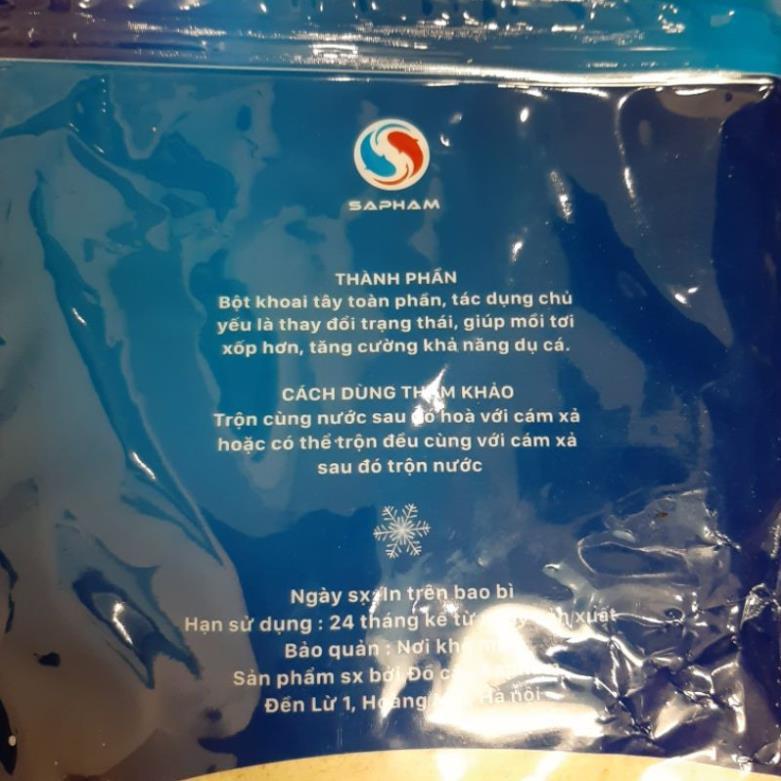 SAPHAM
THÀNH PHẦN
Bột khoai tây toàn phần, tác dụng chủ
yếu là thay đổi trạng thái, giúp mồi tơi
xốp hơn, tăng cường khả năng dụ cá.
CÁCH DÙNG THAM KHẢO
Trộn cùng nước sau đó hoà với cám xả
hoặc có thể trộn đều cùng với cám xả
sau đó trộn nước
Ngày sx: In trên bao bì
Hạn sử dụng : 24 tháng kể từ xuất
Bảo quản : Nơi
Sản phẩm sx bởi Đồ
Đền Lừ 1, Hoàng Hà nội